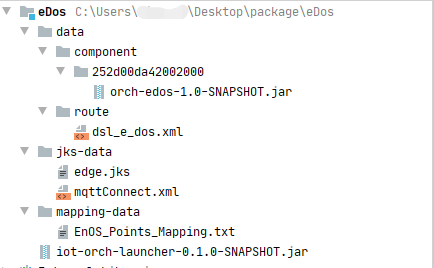 eDos C:\Users\ \Desktop\package\eDos
data
component
252d00da42002000
orch-edos-1.0-SNAPSHOT.jar
route
dsl_e_dos.xml
jks-data
edge.jks
mqttConnect.xml
mapping-data
EnOS_Points_Mapping.txt
iot-orch-launcher-0.1.0-SNAPSHOT.jar